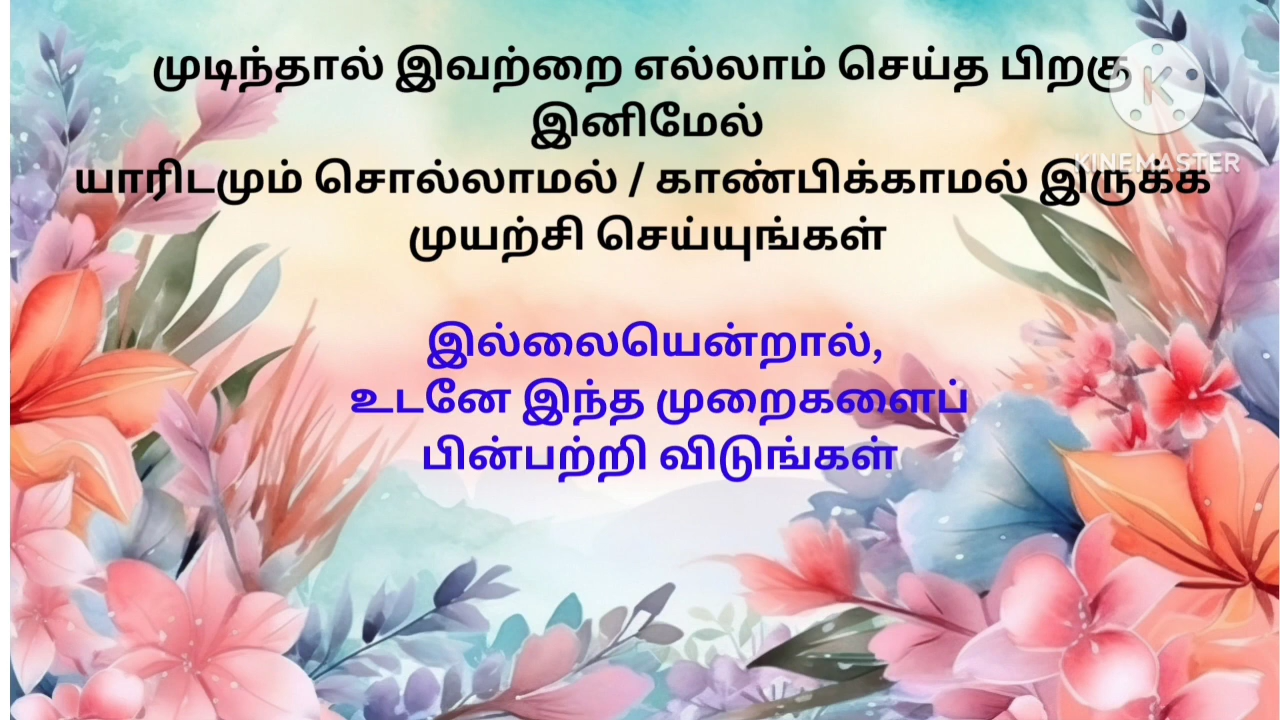 முடிந்தால் இவற்றை எல்லாம் செய்த பிறகு
இனிமேல்
யாரிடமும் சொல்லாமல் / காண்பிக்காமல் இருக்க
முயற்சி செய்யுங்கள்
இல்லையென்றால்,
உடனே இந்த முறைகளைப்
பின்பற்றி விடுங்கள்
K
KINEMASTER